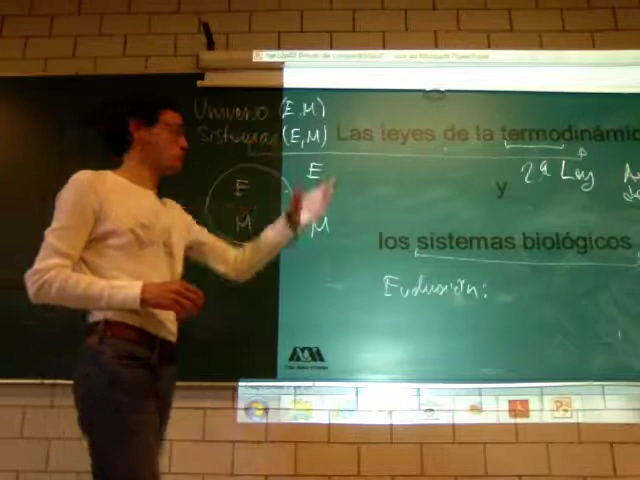 Universo (E, M)
Sistemas (E, M)
Las leyes de la termodinámic
E
E
2ª Ley
y
M
M
los sistemas biológicos
Evolución: